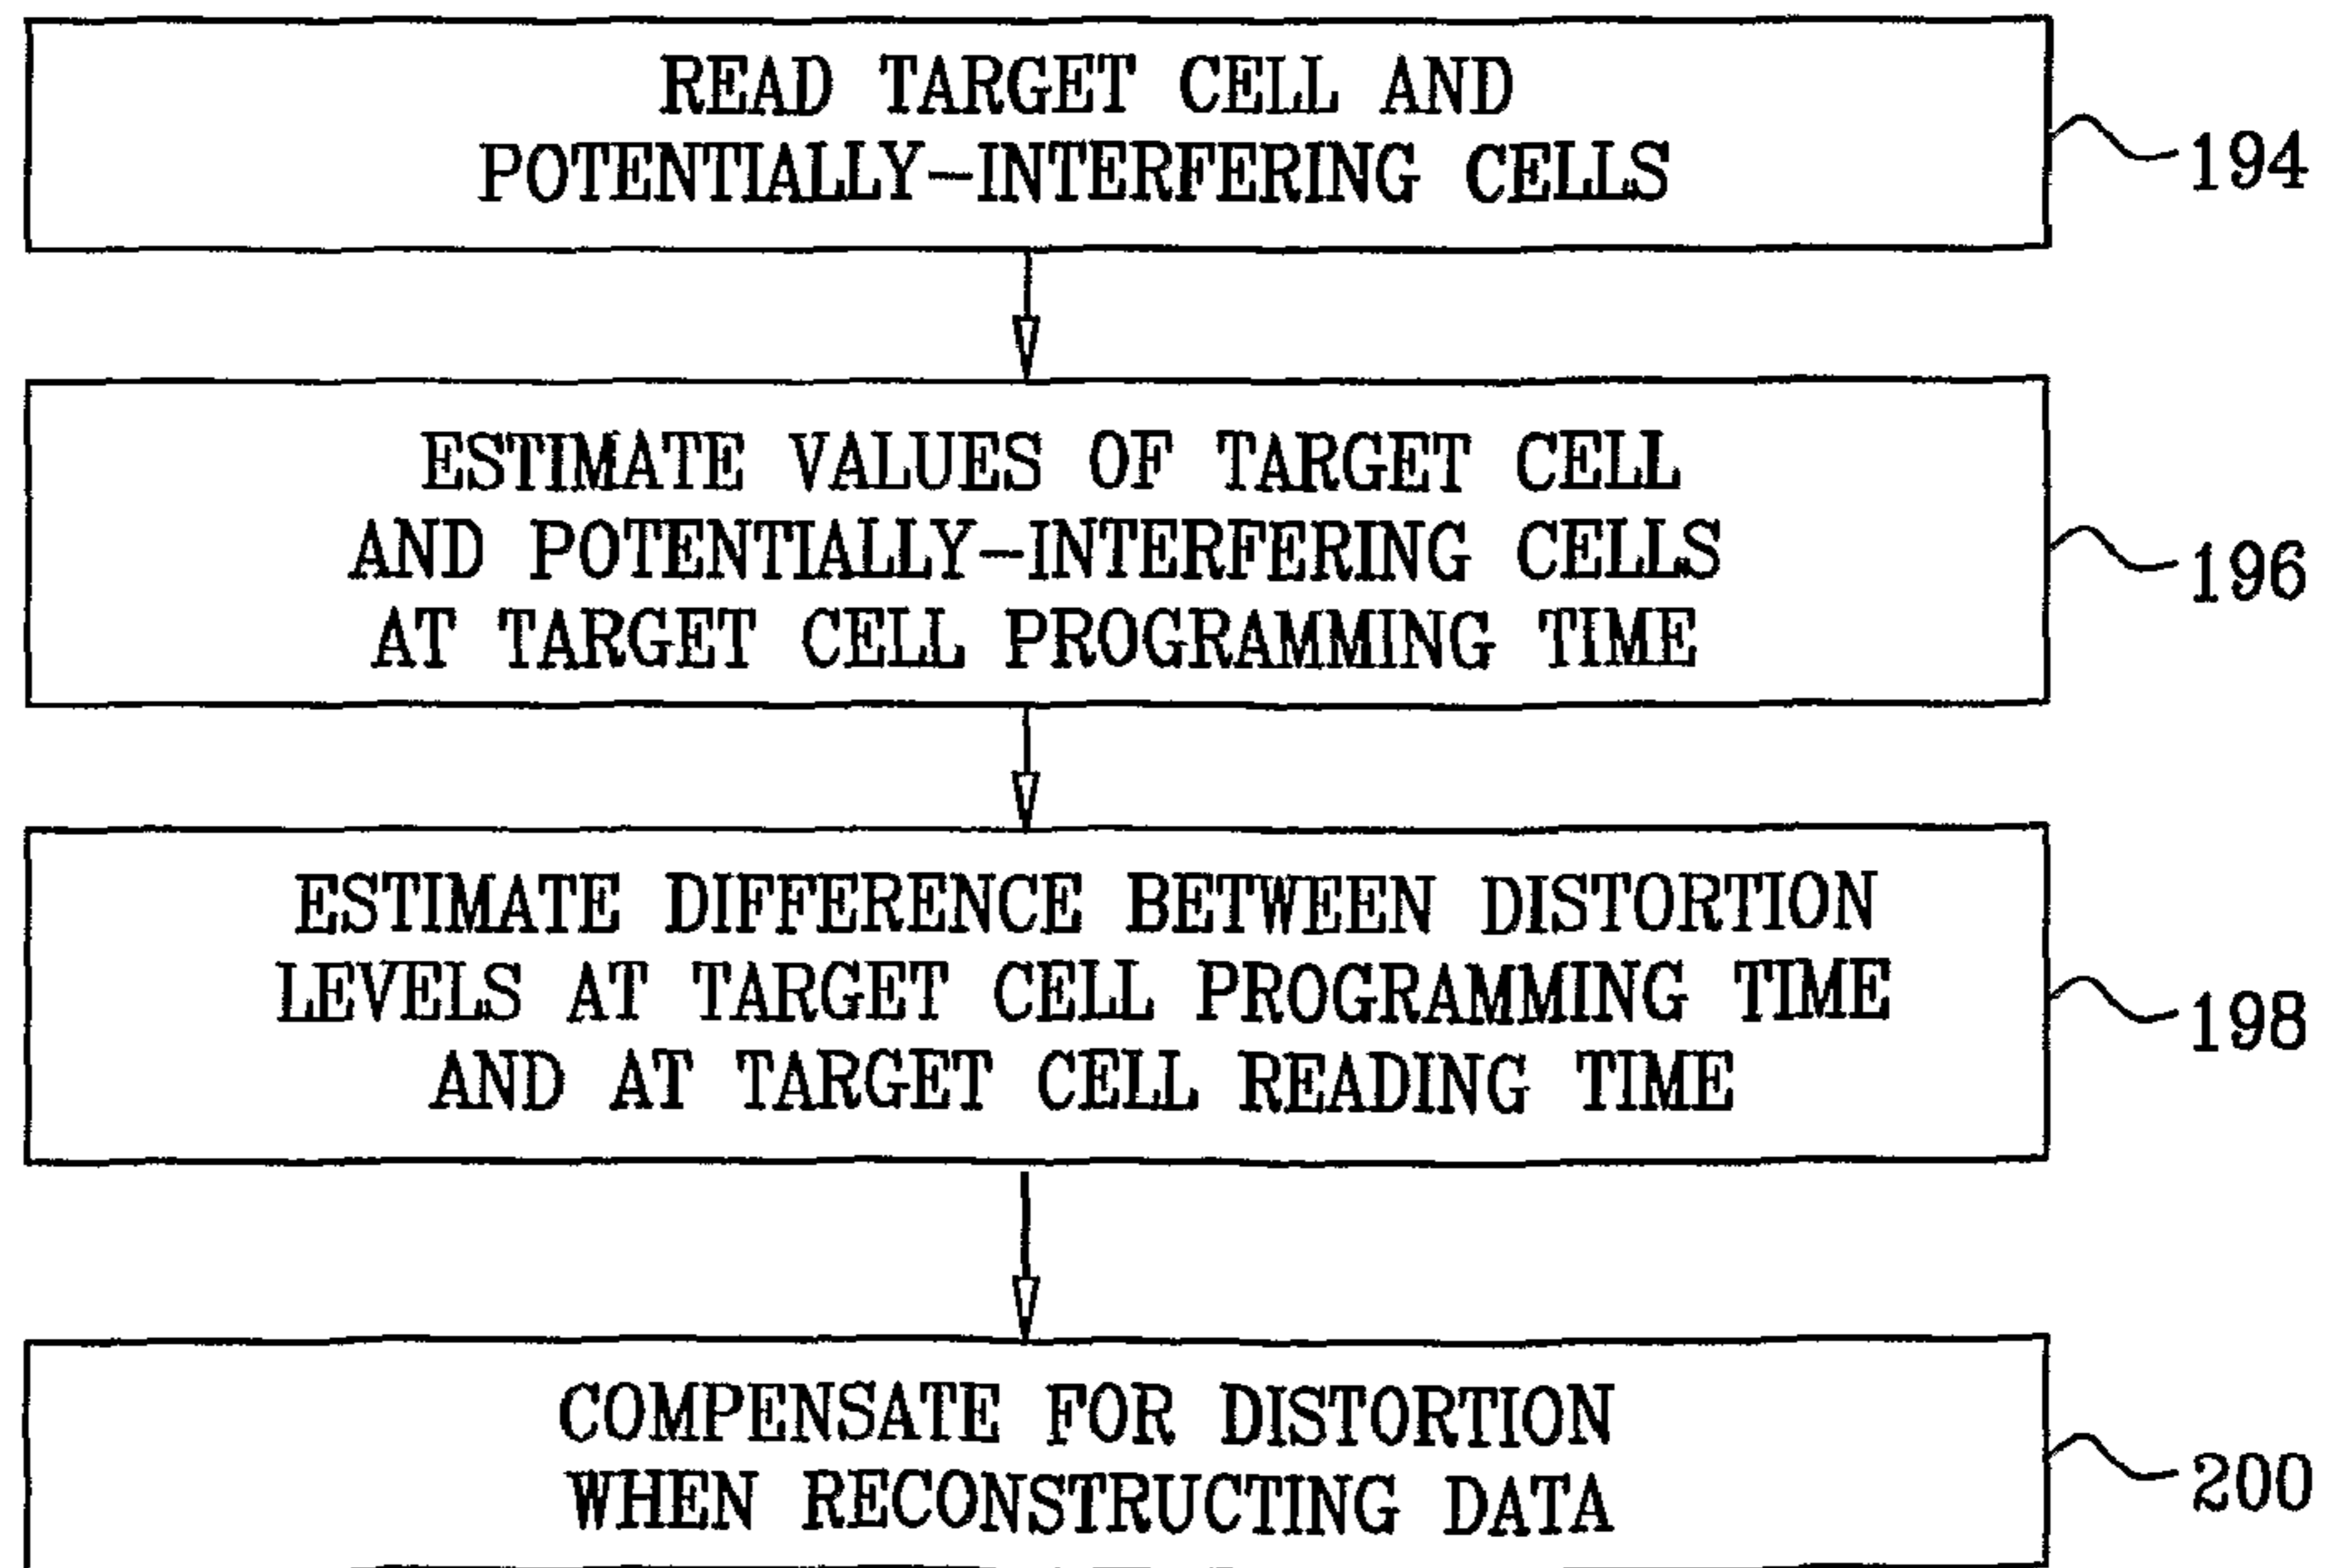 READ TARGET CELL AND
POTENTIALLY-INTERFERING CELLS
194
ESTIMATE VALUES OF TARGET CELL
AND POTENTIALLY-INTERFERING CELLS
AT TARGET CELL PROGRAMMING TIME
196
ESTIMATE DIFFERENCE BETWEEN DISTORTION
LEVELS AT TARGET CELL PROGRAMMING TIME
AND AT TARGET CELL READING TIME
198
COMPENSATE FOR DISTORTION
WHEN RECONSTRUCTING DATA
200